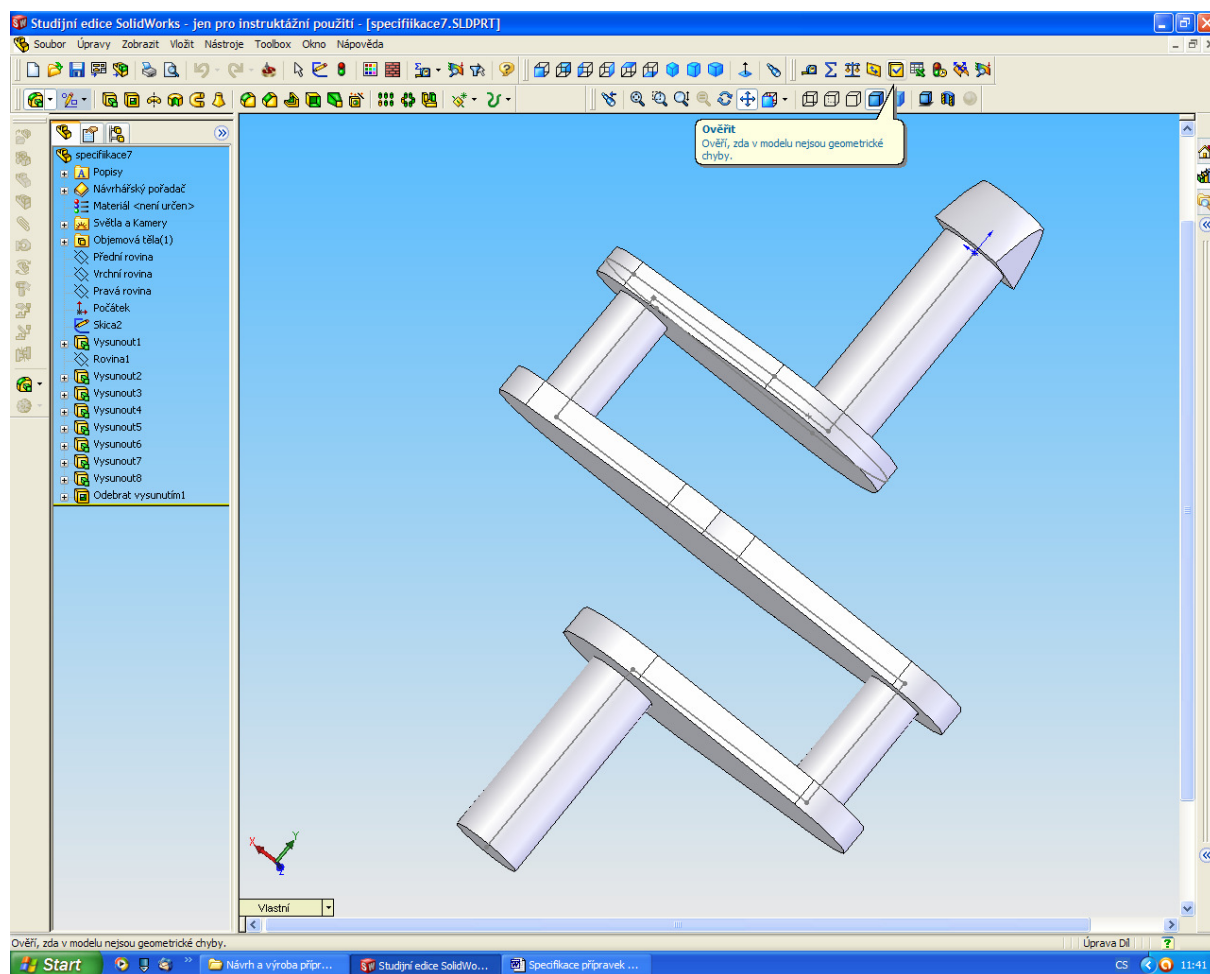 Studijní edice SolidWorks - jen pro instruktážní použití - [specifiikace7.SLDPRT]
Soubor Úpravy Zobrazit Vložit Nástroje Toolbox Okno Nápověda
Ověřit
Ověří, zda v modelu nejsou geometrické
chyby.
specifikace7
Popisy
Návrhářský pořadač
Materiál <není určen>
Světla a Kamery
Objemová těla(1)
Přední rovina
Vrchní rovina
Pravá rovina
Počátek
Skica2
Vysunout1
Rovina1
Vysunout2
Vysunout3
Vysunout4
Vysunout5
Vysunout6
Vysunout7
Vysunout8
Odebrat vysunutím1
X
Y
Z
Vlastní
Ověří, zda v modelu nejsou geometrické chyby.
Úprava Díl
Start
Návrh a výroba přípr...
Studijní edice SolidWo...
Specifikace přípravek ...
CS
11:41